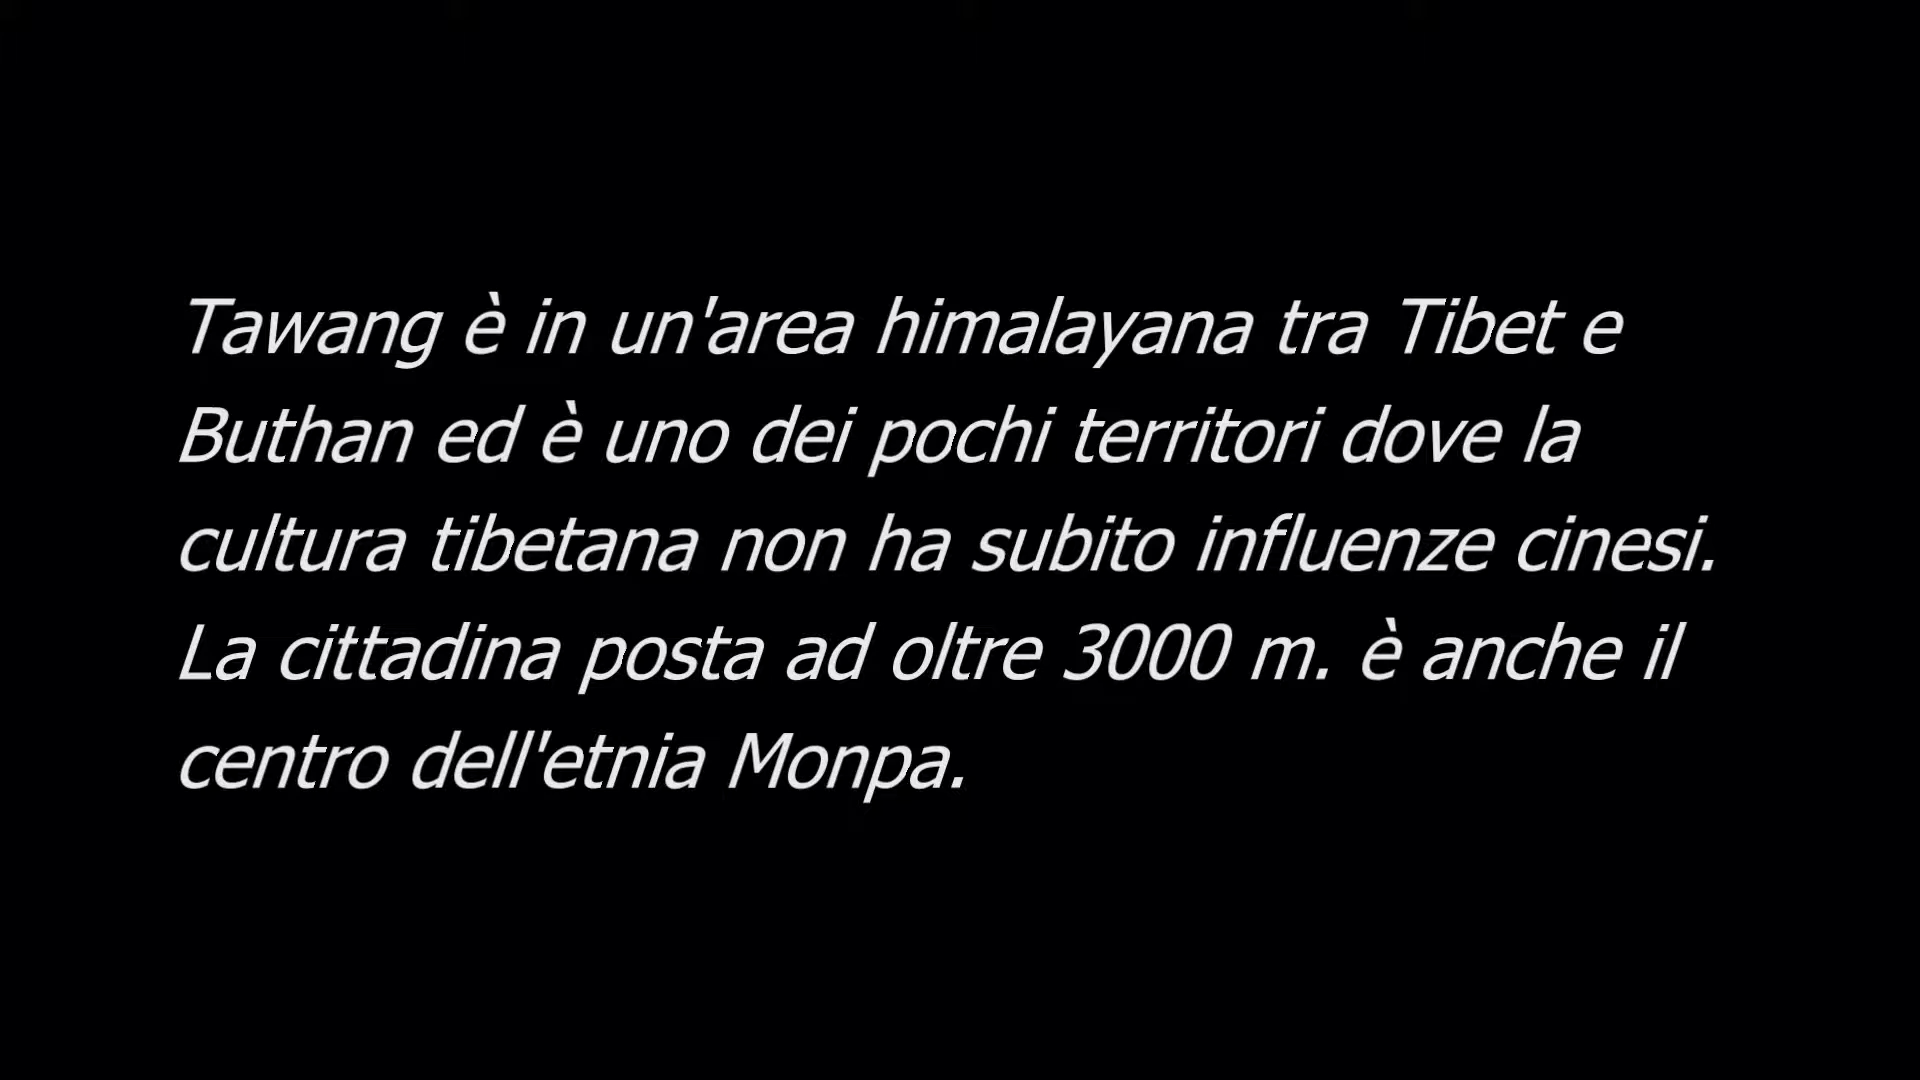 Tawang è in un'area himalayana tra Tibet e
Buthan ed è uno dei pochi territori dove la
cultura tibetana non ha subito influenze cinesi.
La cittadina posta ad oltre 3000 m. è anche il
centro dell'etnia Monpa.